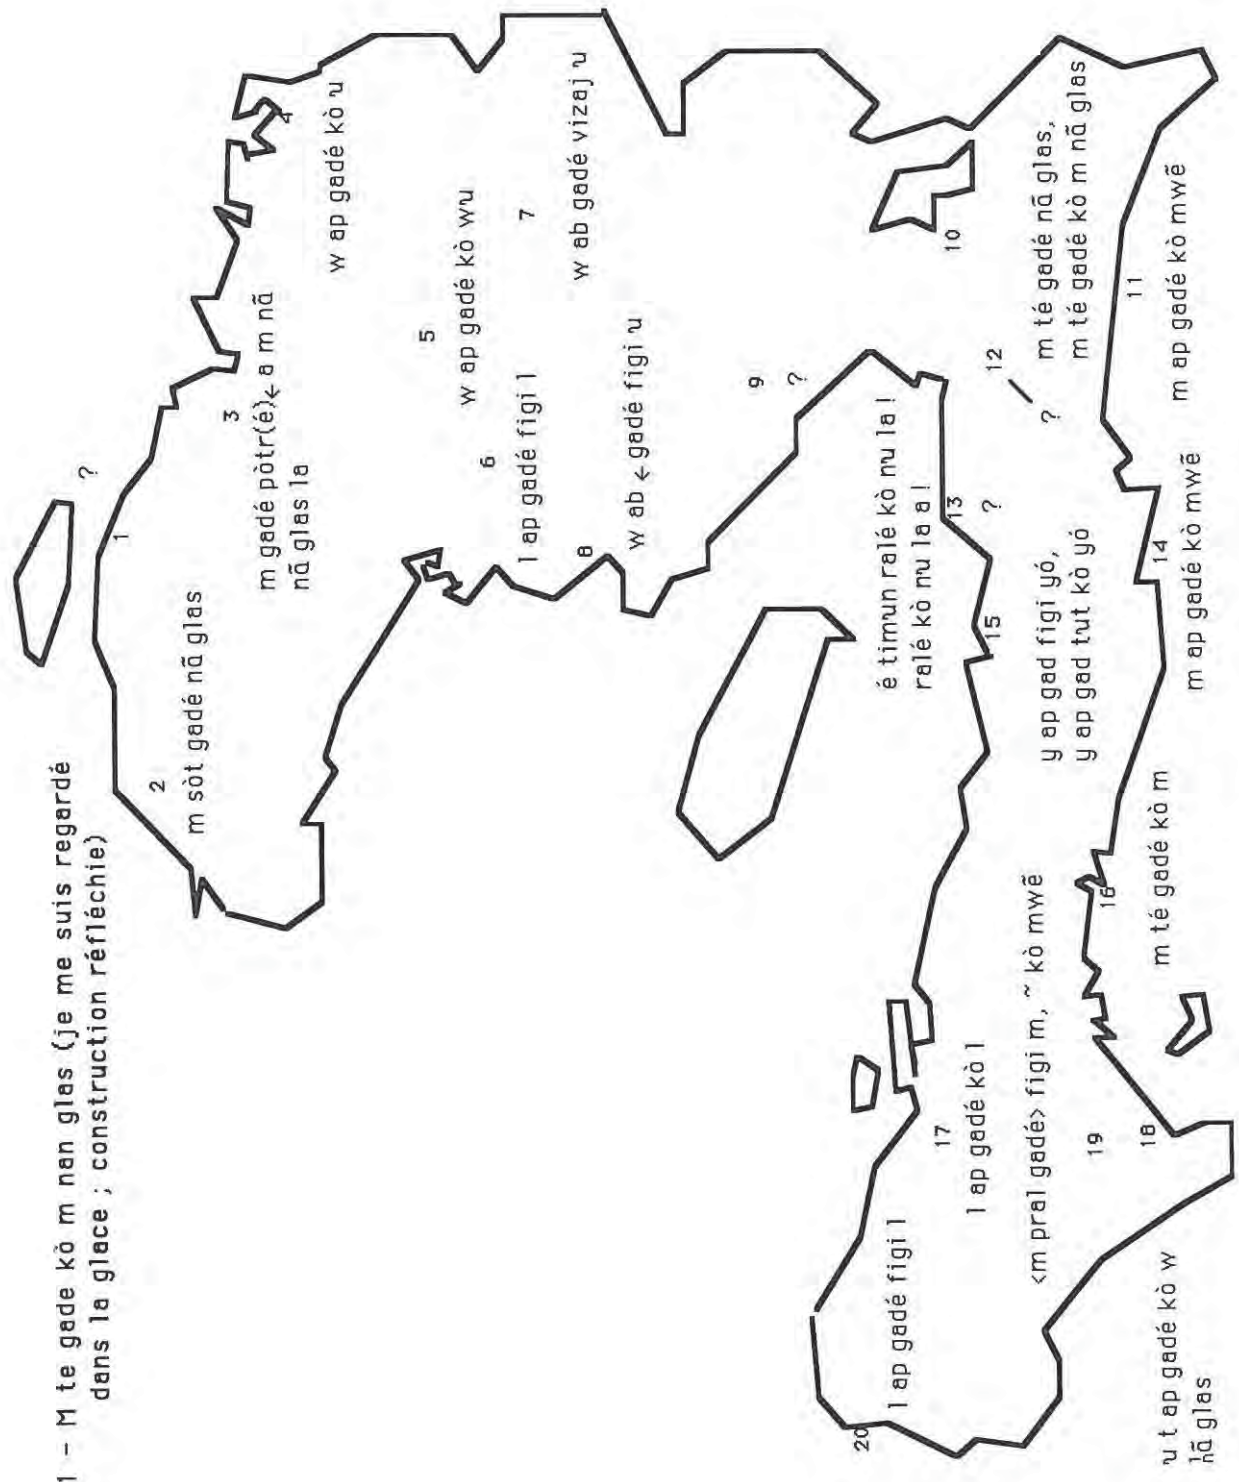 1 - M te gade kò m nan glas (je me suis regardé
dans la glace ; construction réfléchie)
?
1
2
m sòt gadé nã glas
3
m gadé pòtr(é)← a m nã
nã glas la
4
w ap gadé kò u
5
w ap gadé kò wu
6
l ap gadé figi l
7
w ab gadé vizaj u
8
w ab ← gadé figi u
9
?
10
20
l ap gadé figi l
é timun ralé kò nu la !
ralé kò nu la a !
17
l ap gadé kò l
13
?
15
12
?
<m pral gadé> figi m, ~ kò mwẽ
y ap gad figi yó,
y ap gad tut kò yó
m té gadé nã glas,
m té gadé kò m nã glas
19
18
16
14
11
u t ap gadé kò w
nã glas
m té gadé kò m
m ap gadé kò mwẽ
m ap gadé kò mwẽ